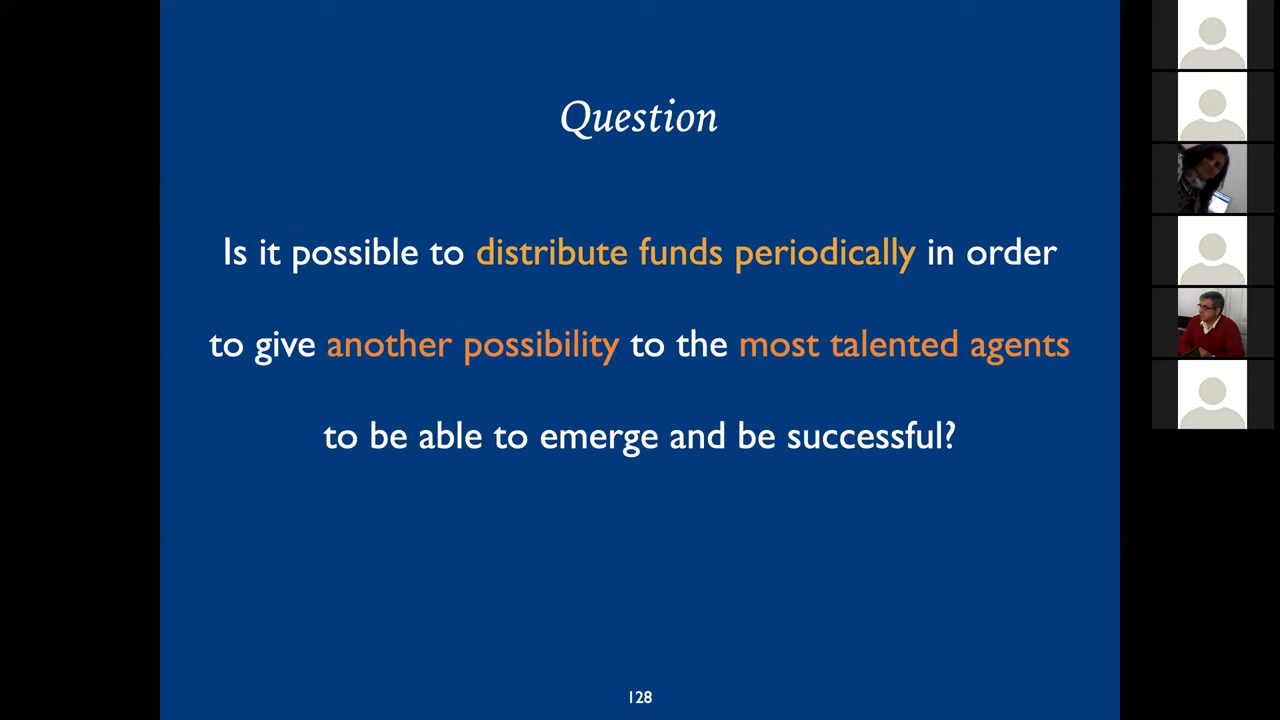 Question
Is it possible to distribute funds periodically in order
to give another possibility to the most talented agents
to be able to emerge and be successful?
128